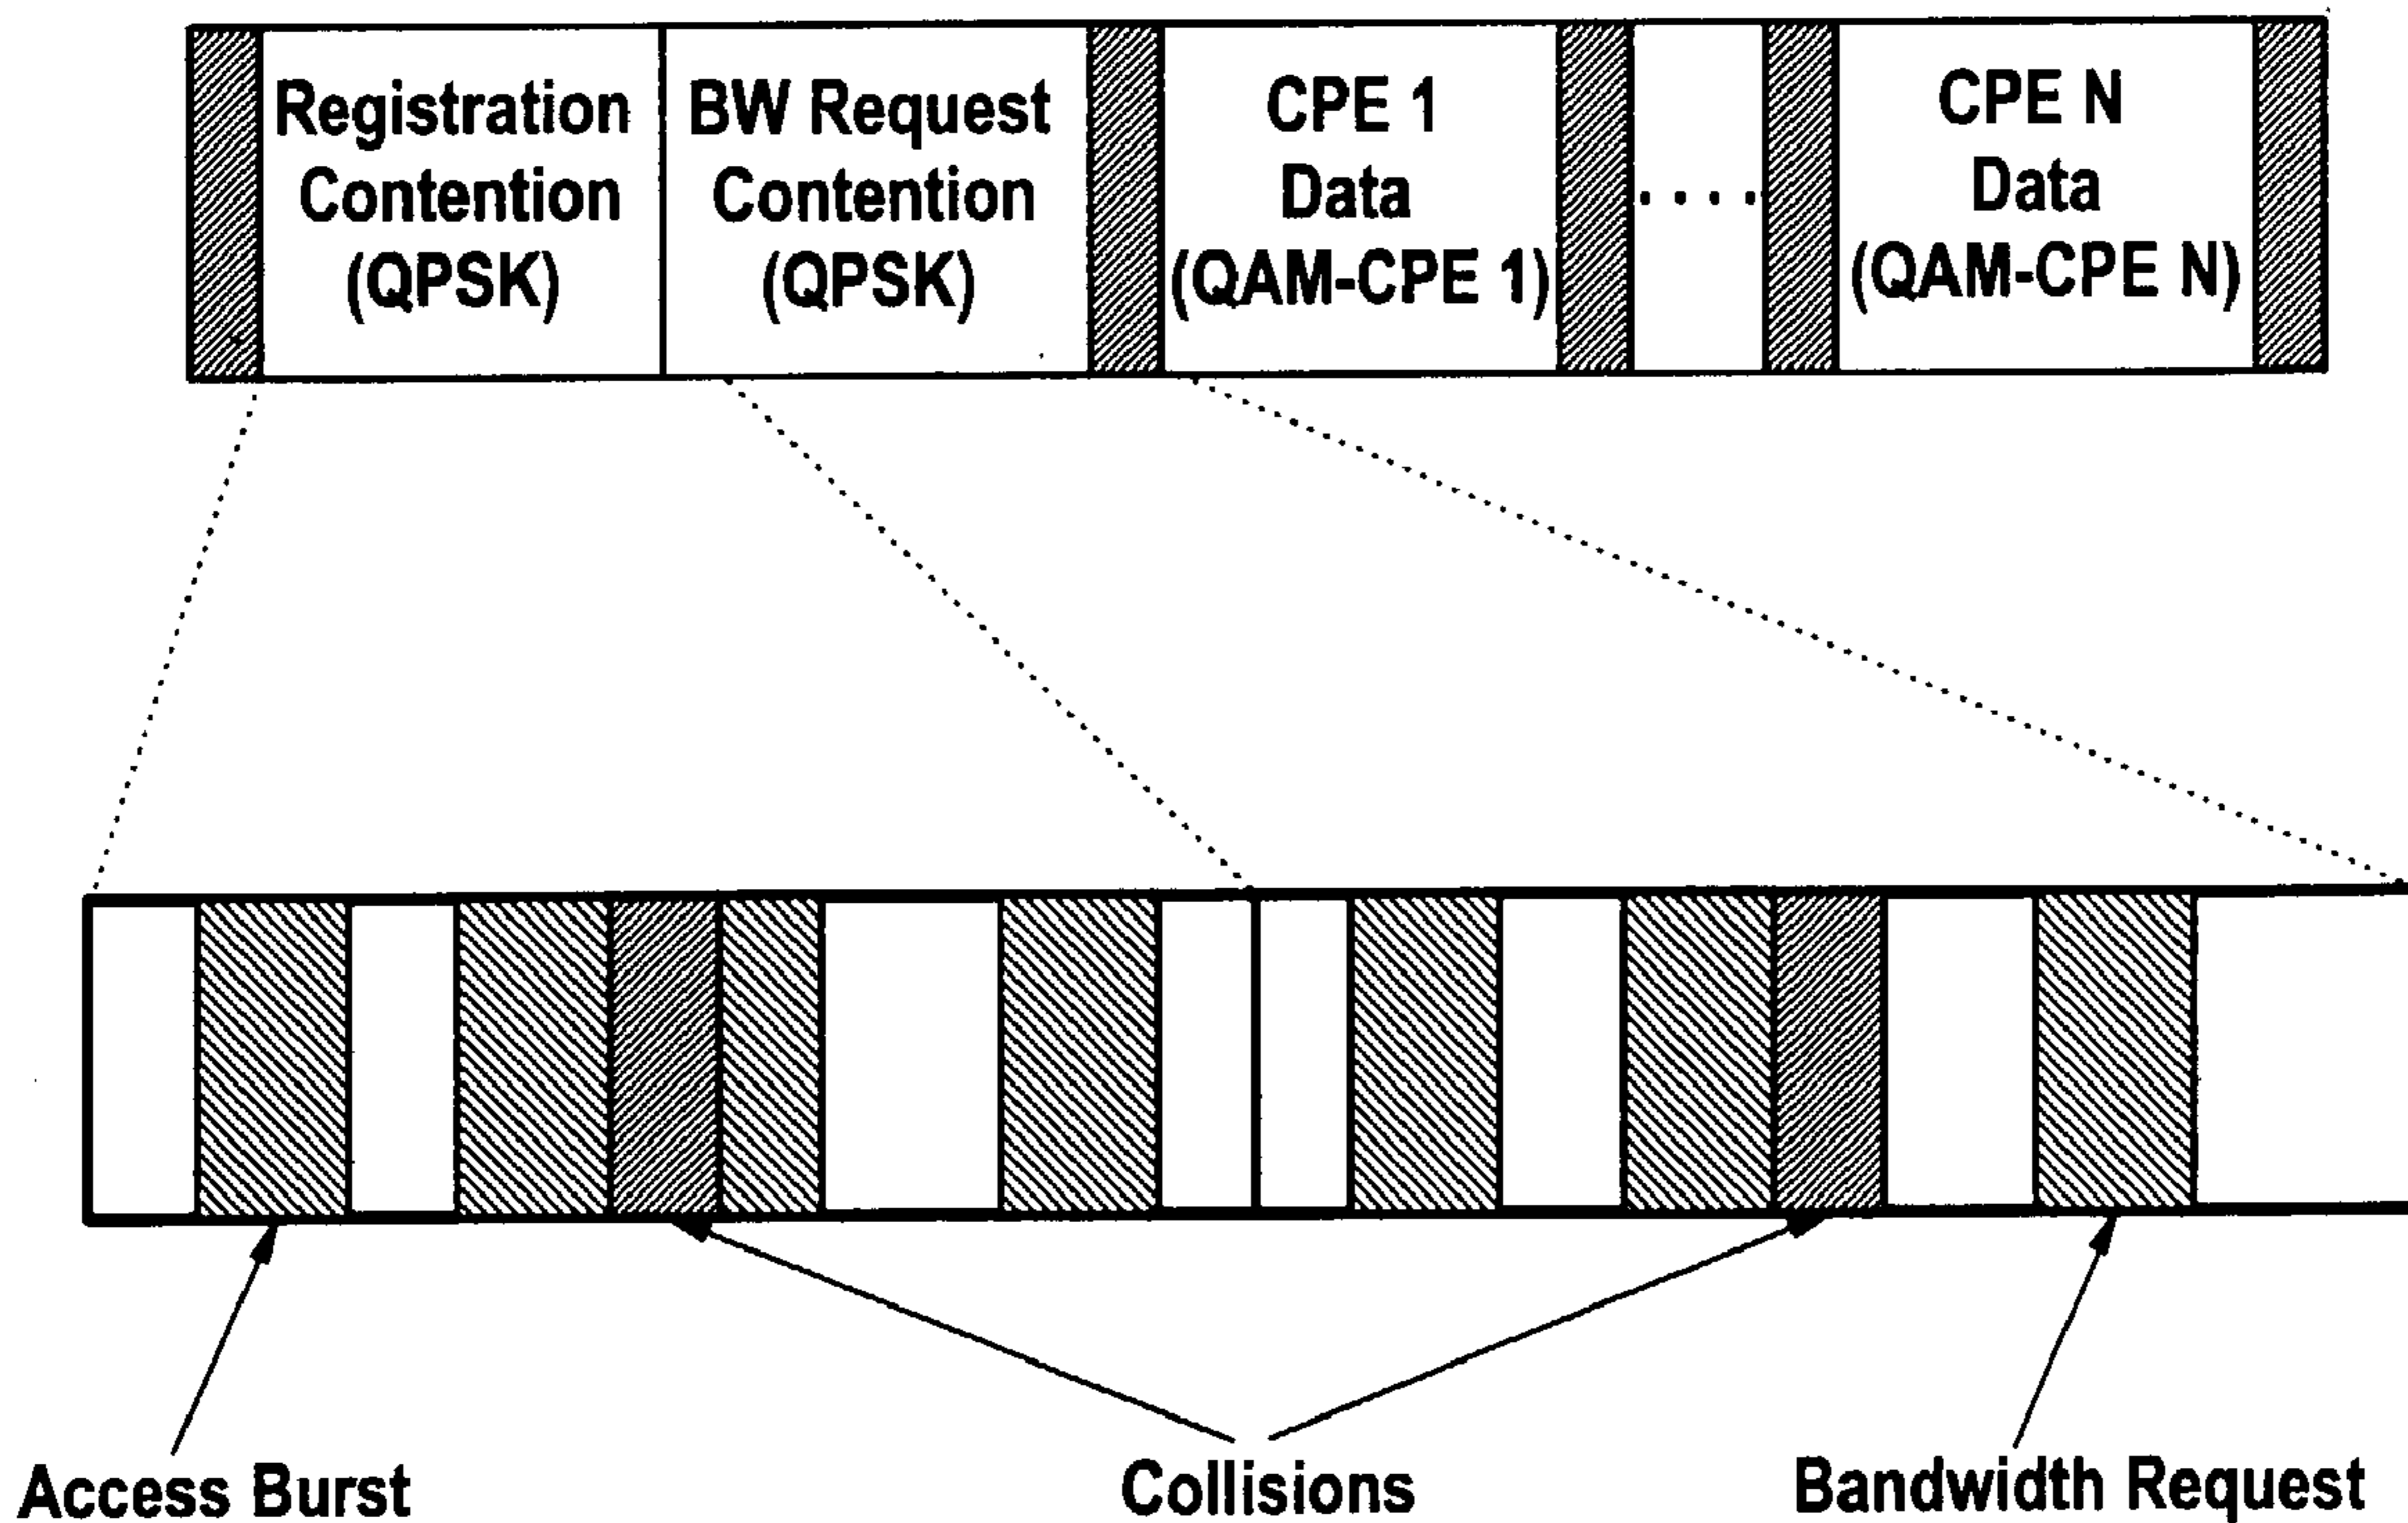 Registration
Contention
(QPSK)
BW Request
Contention
(QPSK)
CPE 1
Data
(QAM-CPE 1)
....
CPE N
Data
(QAM-CPE N)
Access Burst
Collisions
Bandwidth Request